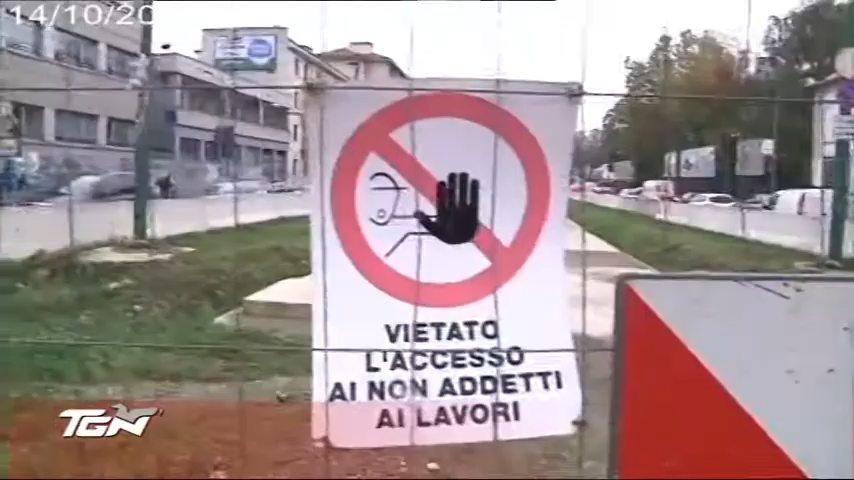 14/10/20
VIETATO
L'ACCESSO
AI NON ADDETTI
AI LAVORI
TGN